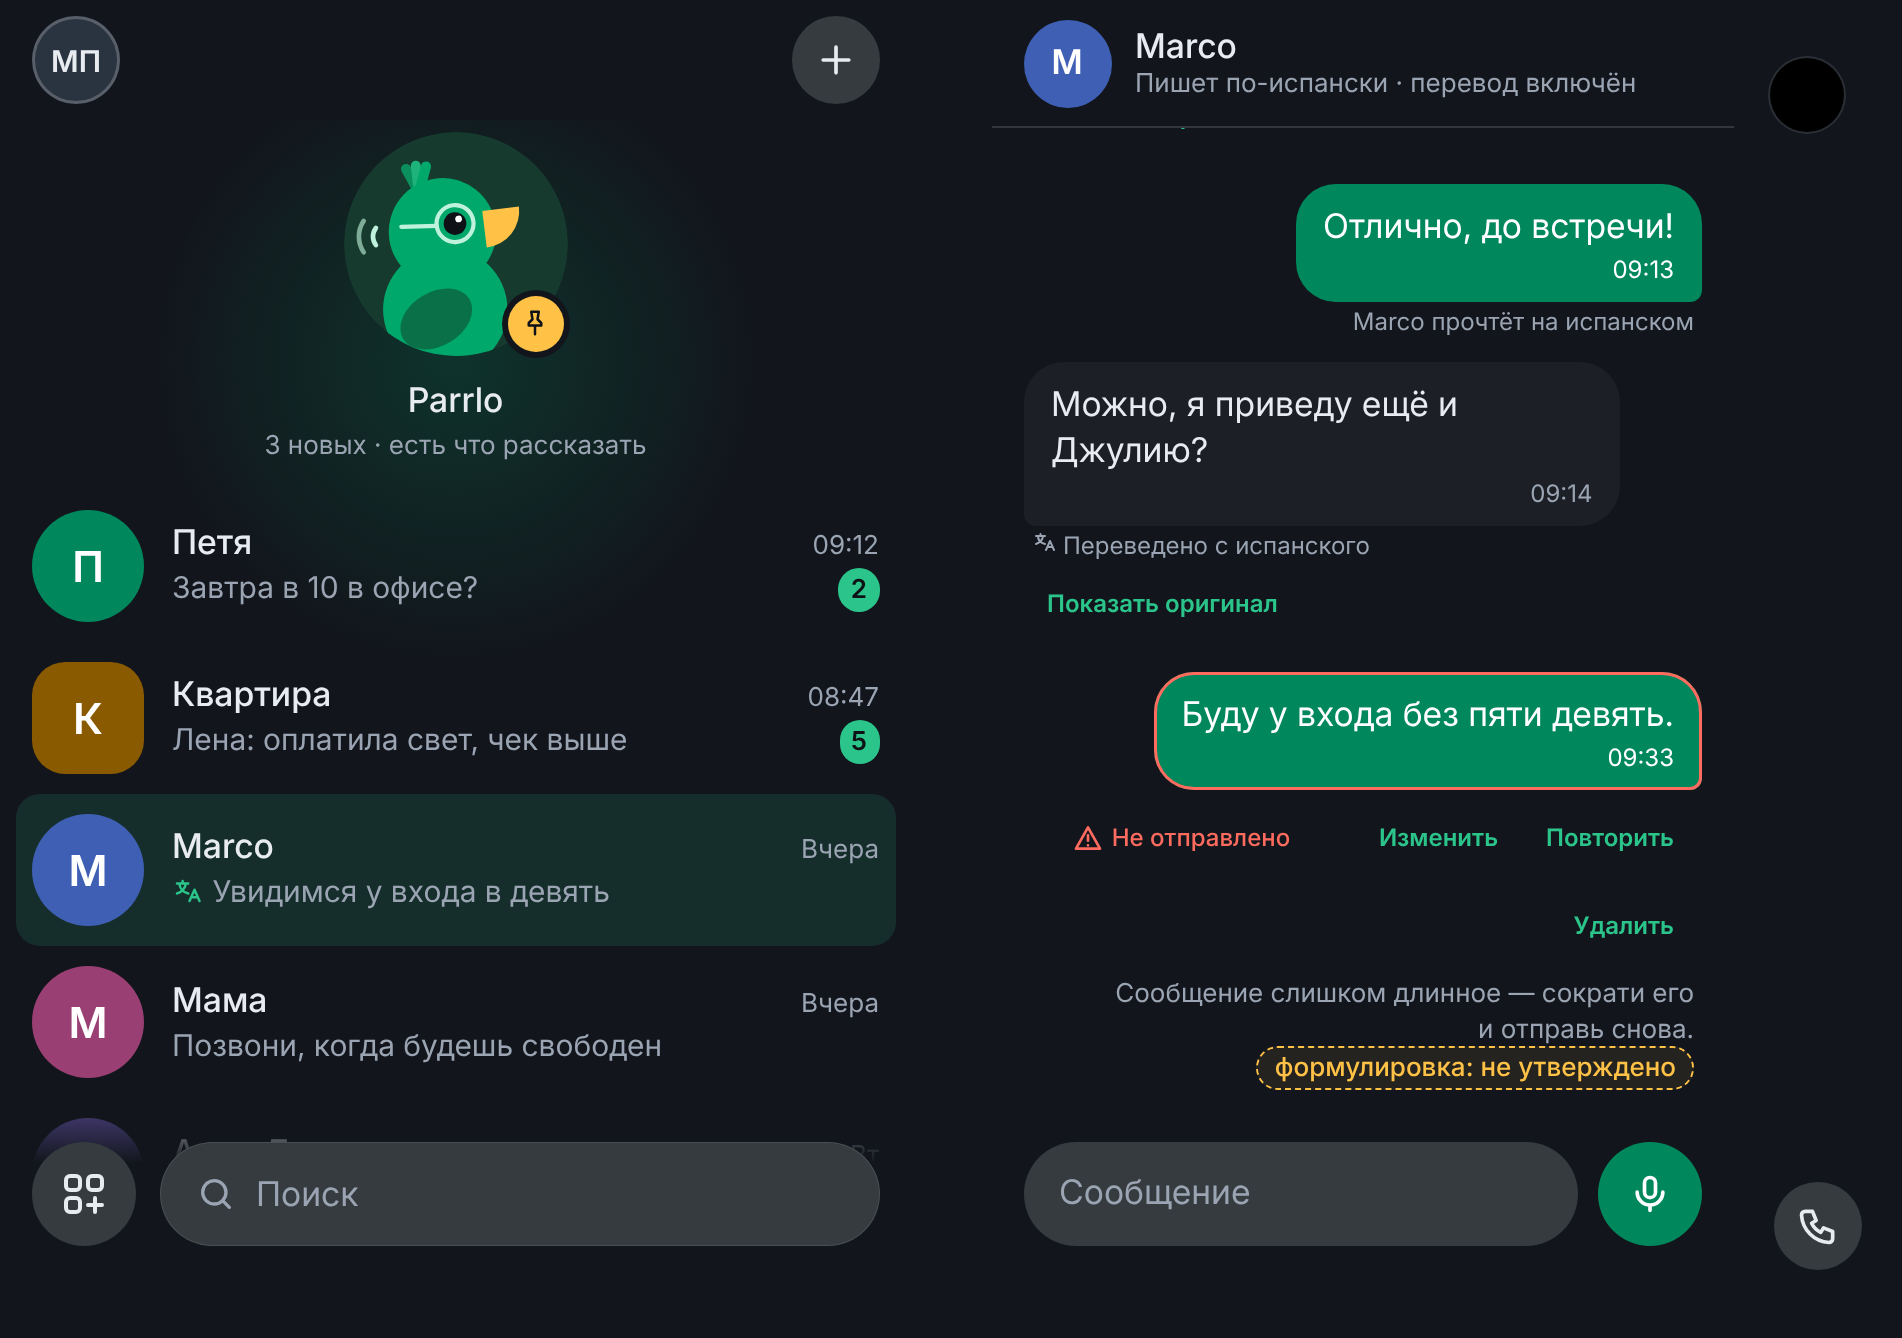 МП
Parrlo
3 новых · есть что рассказать
П
Петя
09:12
Завтра в 10 в офисе?
2
К
Квартира
08:47
Лена: оплатила свет, чек выше
5
M
Marco
Вчера
Увидимся у входа в девять
М
Мама
Вчера
Позвони, когда будешь свободен
Вт
Поиск
M
Marco
Пишет по-испански · перевод включён
Отлично, до встречи!
09:13
Marco прочтёт на испанском
Можно, я приведу ещё и
Джулию?
09:14
Переведено с испанского
Показать оригинал
Буду у входа без пяти девять.
09:33
Не отправлено
Изменить
Повторить
Удалить
Сообщение слишком длинное — сократи его
и отправь снова.
формулировка: не утверждено
Сообщение